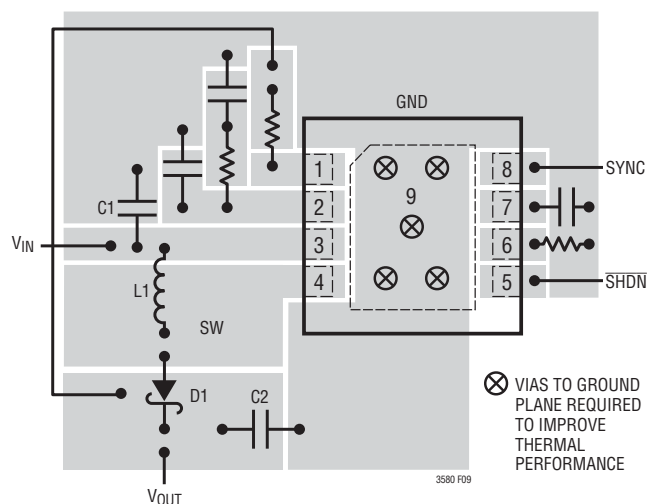 GND
1
8
SYNC
2
9
7
C1
VIN
3
6
4
5
SHDN
L1
SW
D1
C2
VIAS TO GROUND
PLANE REQUIRED
TO IMPROVE
THERMAL
PERFORMANCE
3580 F09
VOUT